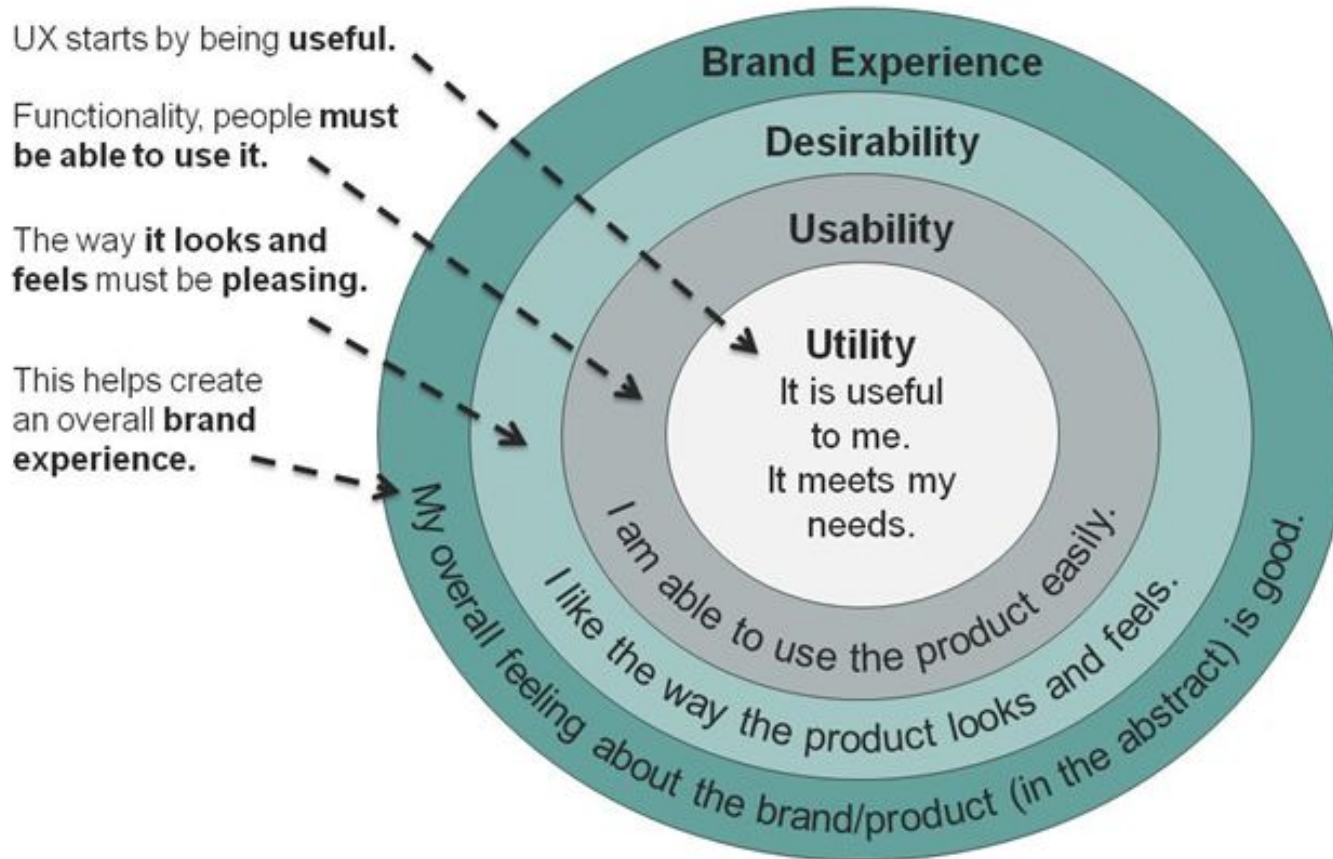 UX starts by being useful.
Functionality, people must
be able to use it.
The way it looks and
feels must be pleasing.
This helps create
an overall brand
experience.
Brand Experience
Desirability
Usability
Utility
It is useful
to me.
It meets my
needs.
I am able to use the product easily.
I like the way the product looks and feels.
My overall feeling about the brand/product (in the abstract) is good.